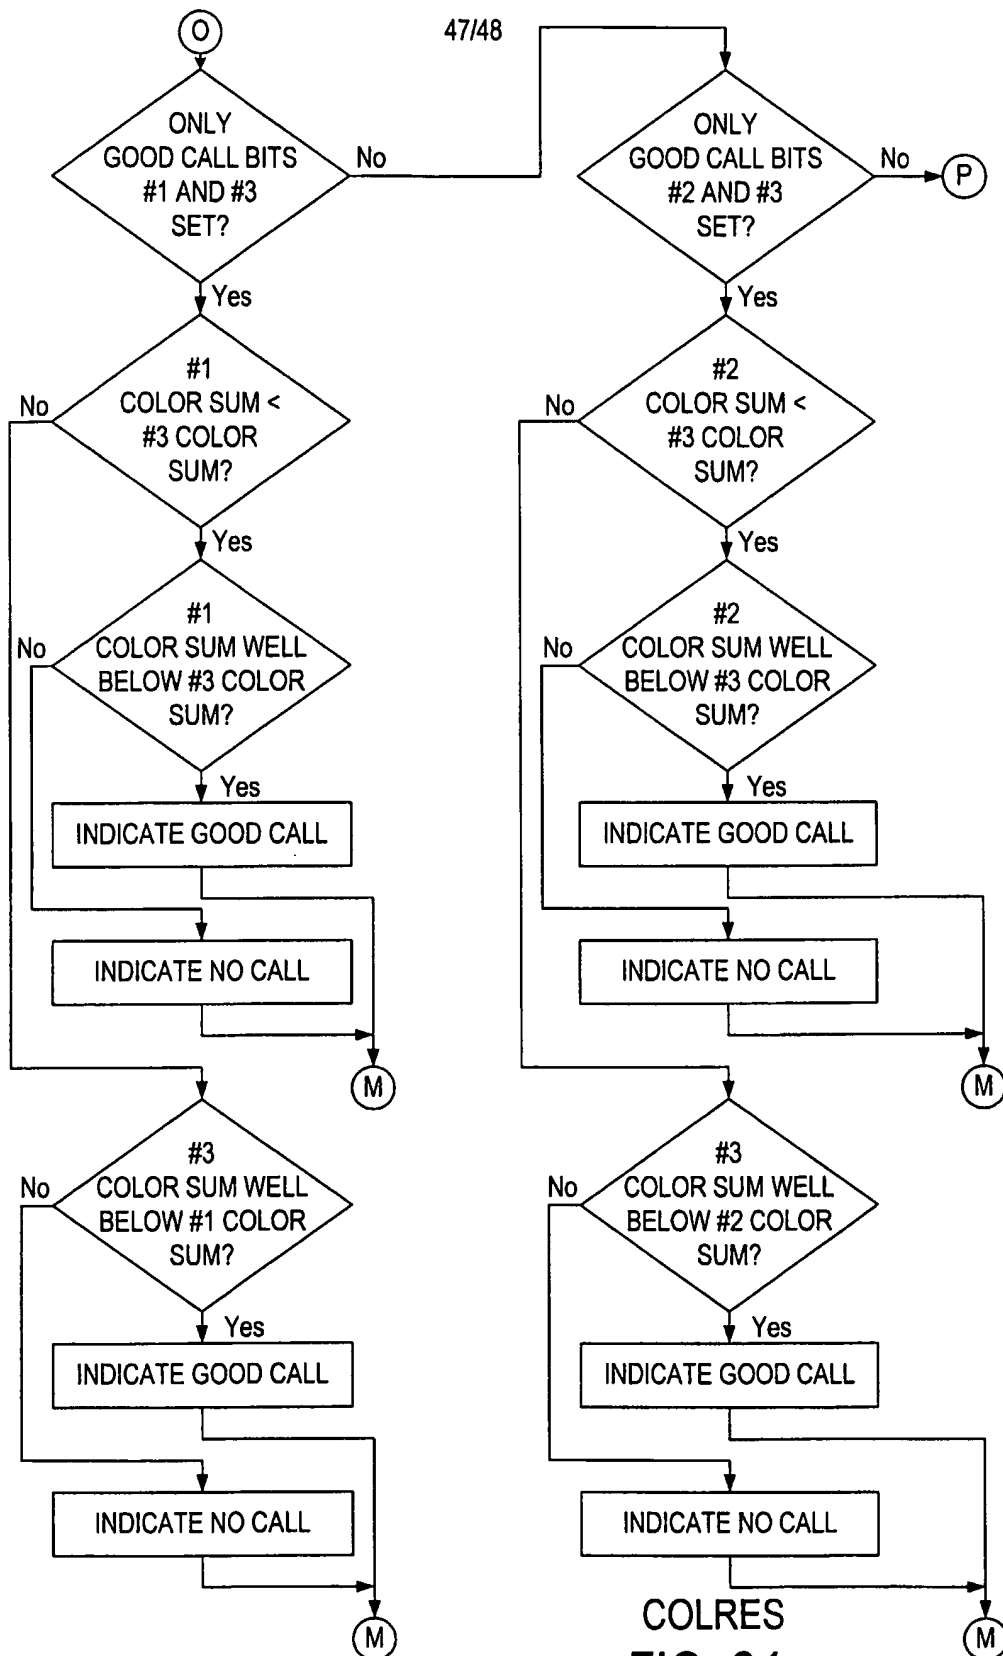 O
47/48
ONLY
GOOD CALL BITS
#1 AND #3
SET?
No
Yes
#1
COLOR SUM <
#3 COLOR
SUM?
No
Yes
#1
COLOR SUM WELL
BELOW #3 COLOR
SUM?
No
Yes
INDICATE GOOD CALL
INDICATE NO CALL
M
#3
COLOR SUM WELL
BELOW #1 COLOR
SUM?
No
Yes
INDICATE GOOD CALL
INDICATE NO CALL
M
ONLY
GOOD CALL BITS
#2 AND #3
SET?
No
P
Yes
#2
COLOR SUM <
#3 COLOR
SUM?
No
Yes
#2
COLOR SUM WELL
BELOW #3 COLOR
SUM?
No
Yes
INDICATE GOOD CALL
INDICATE NO CALL
M
#3
COLOR SUM WELL
BELOW #2 COLOR
SUM?
No
Yes
INDICATE GOOD CALL
INDICATE NO CALL
M
COLRES